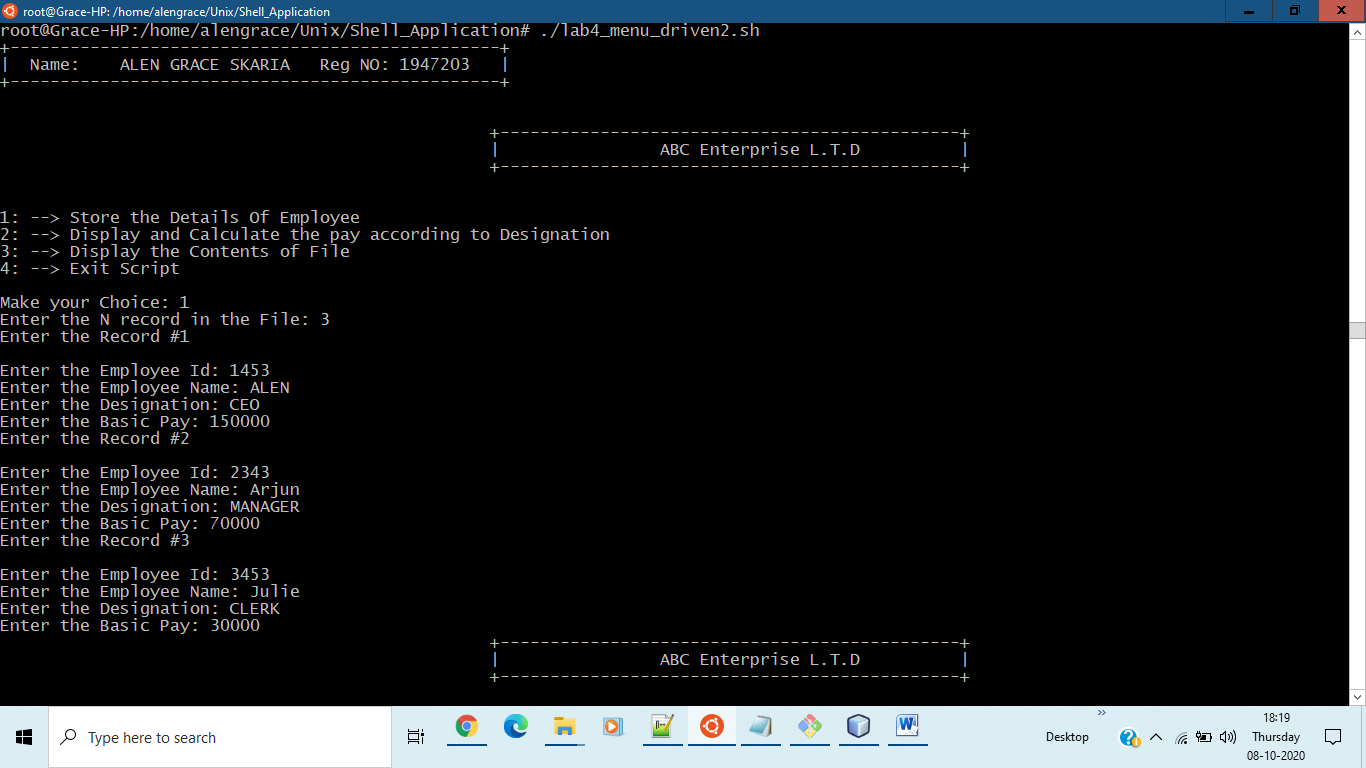 root@Grace-HP: /home/alengrace/Unix/Shell_Application
root@Grace-HP:/home/alengrace/Unix/Shell_Application# ./lab4_menu_driven2.sh
+-------------------------------------------------+
|  Name:    ALEN GRACE SKARIA   Reg NO: 1947203   |
+-------------------------------------------------+
+----------------------------------------------+
|                ABC Enterprise L.T.D          |
+----------------------------------------------+
1: --> Store the Details Of Employee
2: --> Display and Calculate the pay according to Designation
3: --> Display the Contents of File
4: --> Exit Script
Make your Choice: 1
Enter the N record in the File: 3
Enter the Record #1
Enter the Employee Id: 1453
Enter the Employee Name: ALEN
Enter the Designation: CEO
Enter the Basic Pay: 150000
Enter the Record #2
Enter the Employee Id: 2343
Enter the Employee Name: Arjun
Enter the Designation: MANAGER
Enter the Basic Pay: 70000
Enter the Record #3
Enter the Employee Id: 3453
Enter the Employee Name: Julie
Enter the Designation: CLERK
Enter the Basic Pay: 30000
+----------------------------------------------+
|                ABC Enterprise L.T.D          |
+----------------------------------------------+
Type here to search
Desktop
18:19
Thursday
08-10-2020